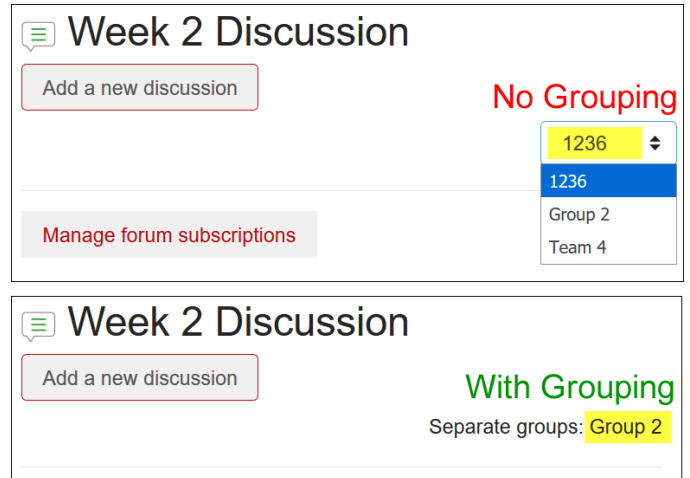 Week 2 Discussion
Add a new discussion
No Grouping
1236
1236
Group 2
Team 4
Manage forum subscriptions
Week 2 Discussion
Add a new discussion
With Grouping
Separate groups: Group 2